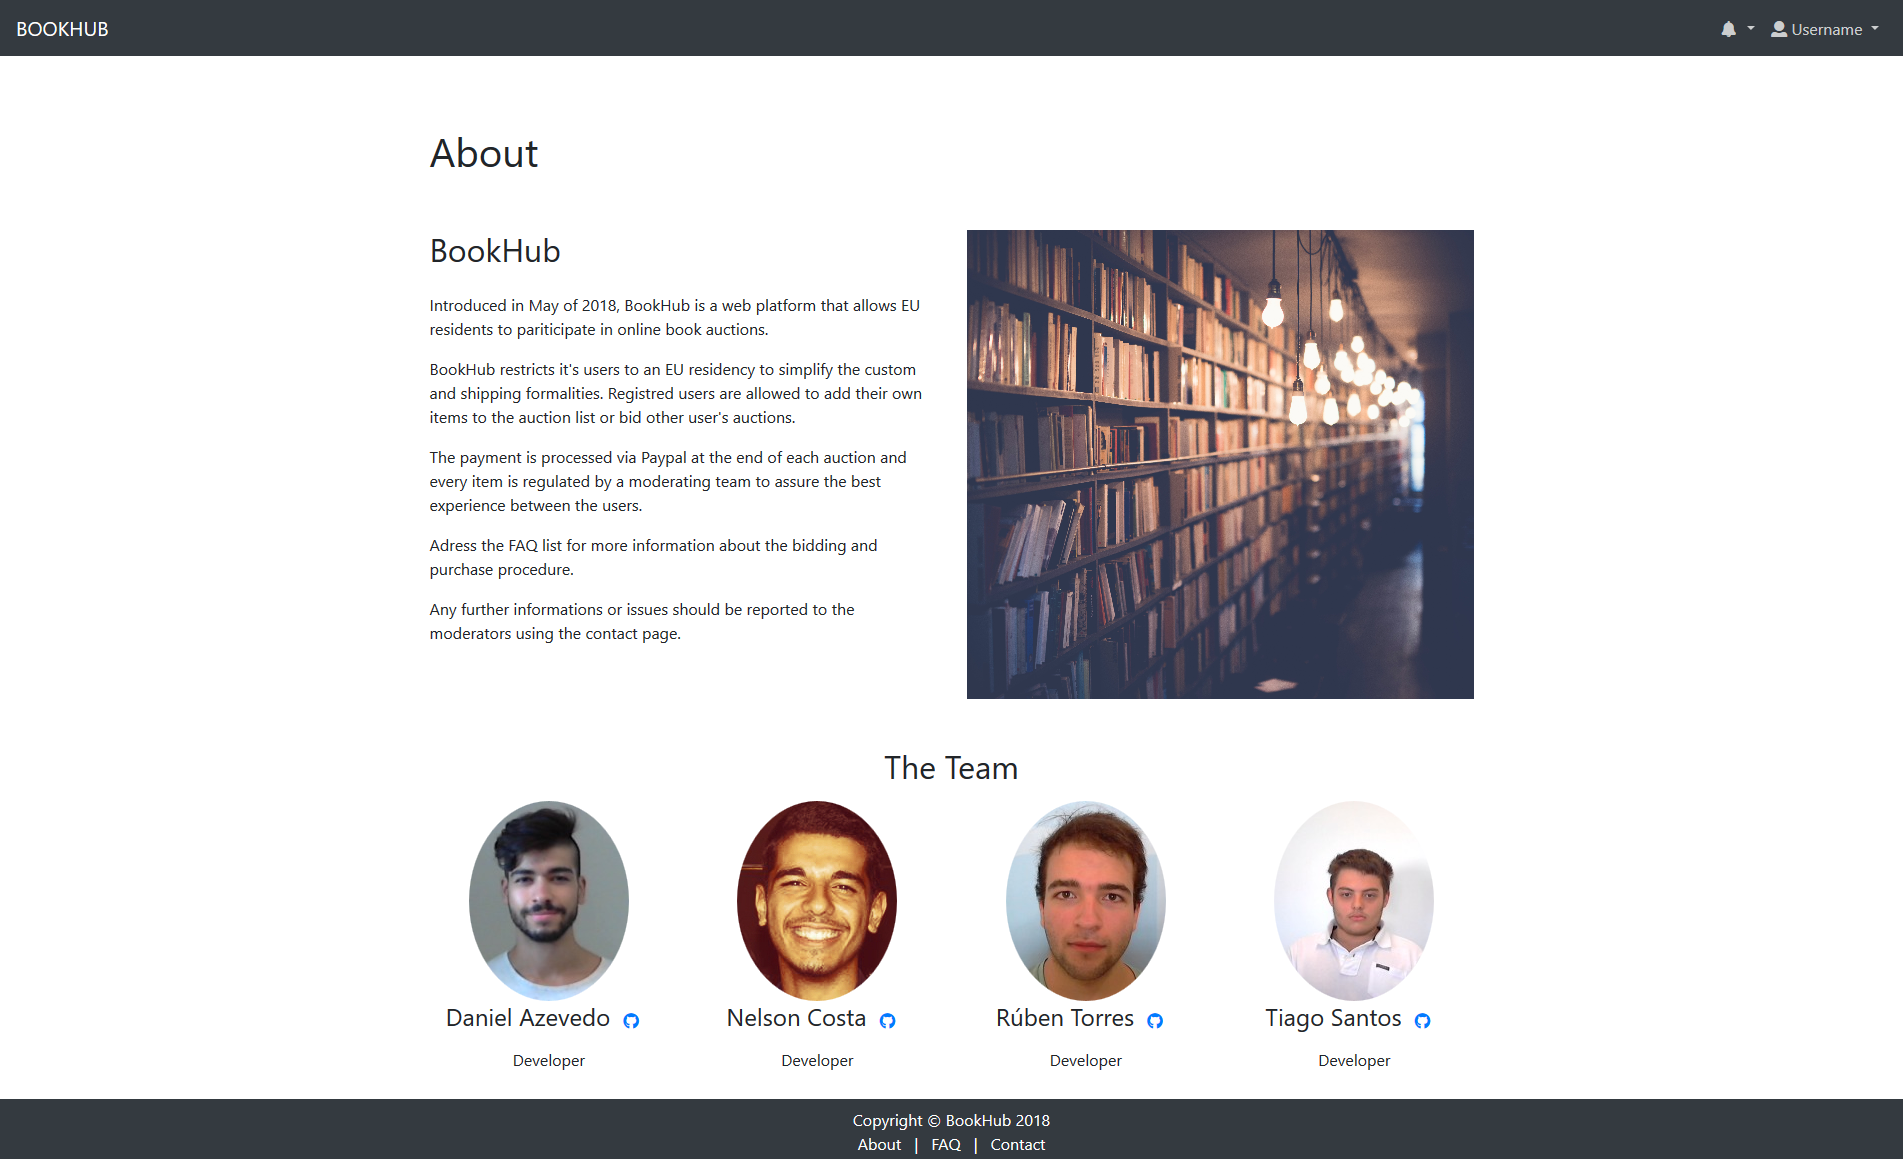 BOOKHUB
Username
About
BookHub
Introduced in May of 2018, BookHub is a web platform that allows EU
residents to pariticipate in online book auctions.
BookHub restricts it's users to an EU residency to simplify the custom
and shipping formalities. Registred users are allowed to add their own
items to the auction list or bid other user's auctions.
The payment is processed via Paypal at the end of each auction and
every item is regulated by a moderating team to assure the best
experience between the users.
Adress the FAQ list for more information about the bidding and
purchase procedure.
Any further informations or issues should be reported to the
moderators using the contact page.
The Team
Daniel Azevedo
Developer
Nelson Costa
Developer
Rúben Torres
Developer
Tiago Santos
Developer
Copyright © BookHub 2018
About | FAQ | Contact